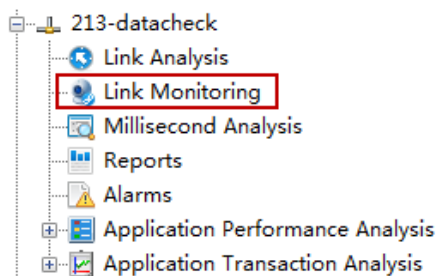 213-datacheck
Link Analysis
Link Monitoring
Millisecond Analysis
Reports
Alarms
Application Performance Analysis
Application Transaction Analysis